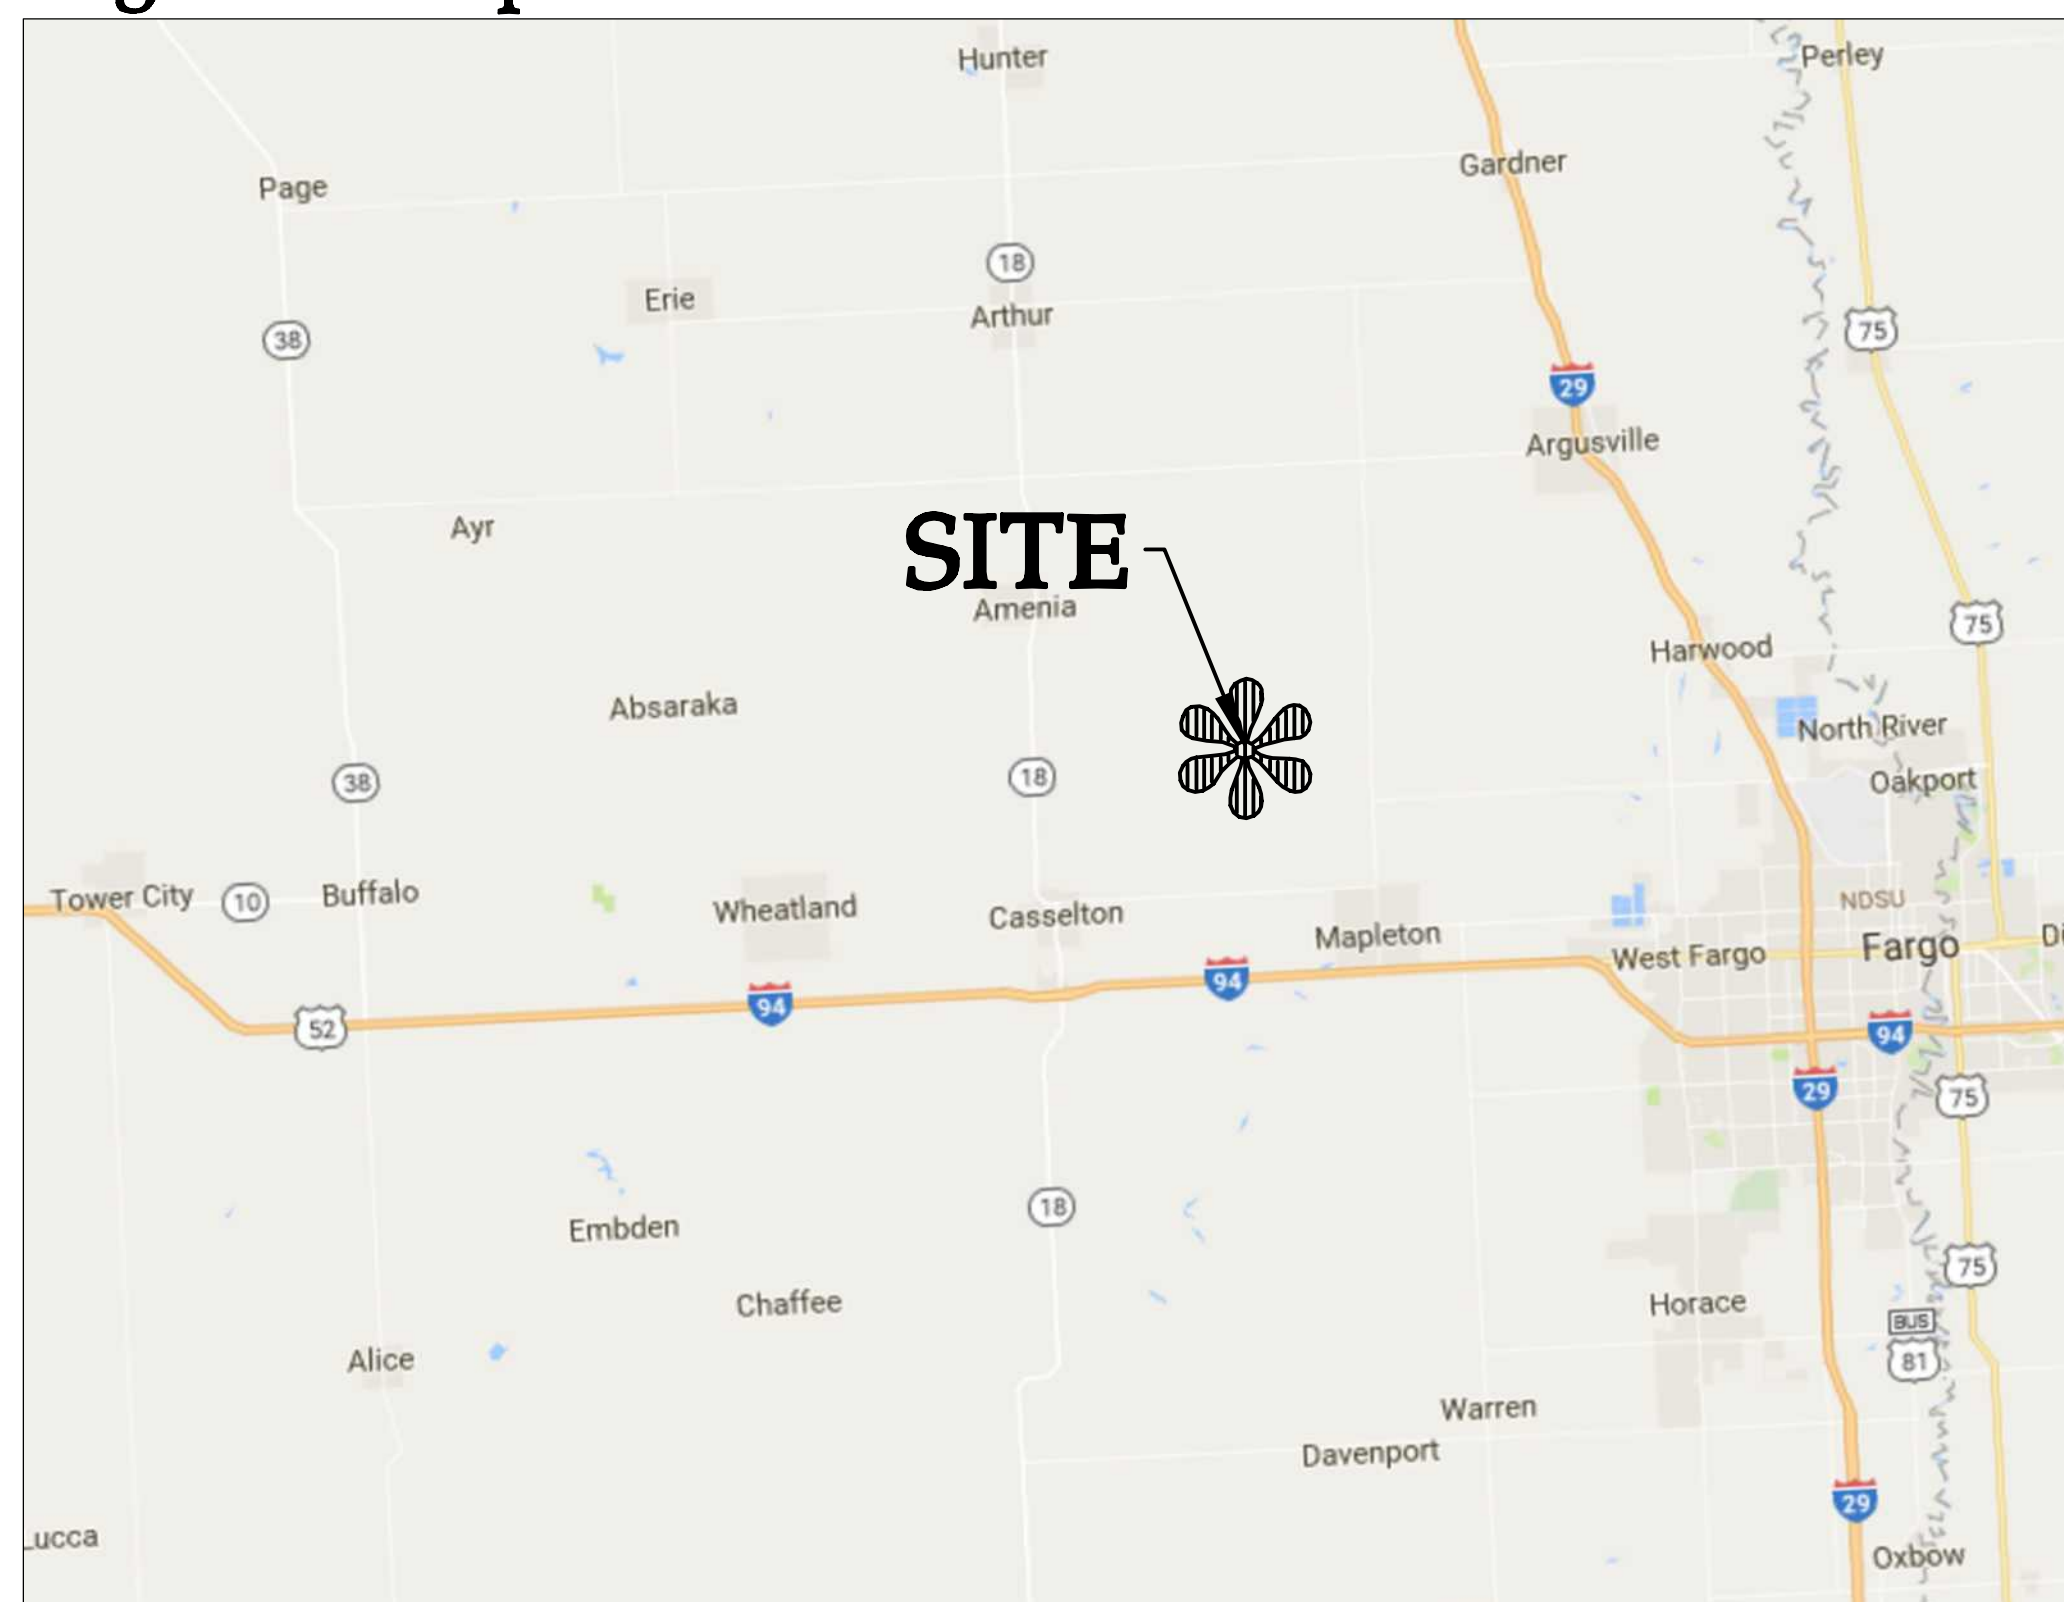 Hunter
Perley
Gardner
Page
18
Erie
Arthur
38
75
29
Argusville
Ayr
SITE
Amenia
75
Harwood
Absaraka
North River
18
Oakport
38
Tower City
10
Buffalo
Wheatland
Casselton
NDSU
Mapleton
West Fargo
Fargo
94
94
52
94
29
75
18
Embden
75
Chaffee
Horace
BUS
81
Alice
Warren
Davenport
29
Oxbow